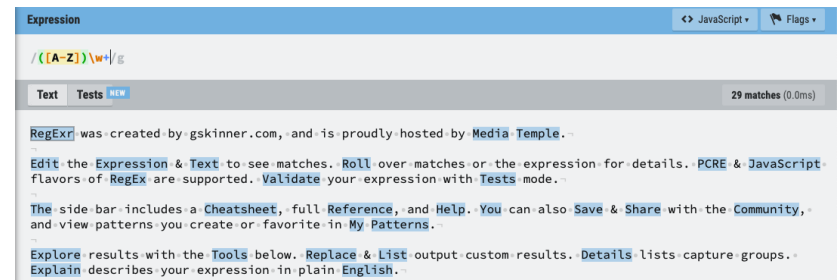 Expression
<> JavaScript ▾
Flags ▾
/([A-Z])\w+/g
Text Tests NEW
29 matches (0.0ms)
RegExr was created by gskinner.com, and is proudly hosted by Media Temple.
Edit the Expression & Text to see matches. Roll over matches or the expression for details. PCRE & JavaScript
flavors of RegEx are supported. Validate your expression with Tests mode.
The side bar includes a Cheatsheet, full Reference, and Help. You can also Save & Share with the Community,
and view patterns you create or favorite in My Patterns.
Explore results with the Tools below. Replace & List output custom results. Details lists capture groups.
Explain describes your expression in plain English.